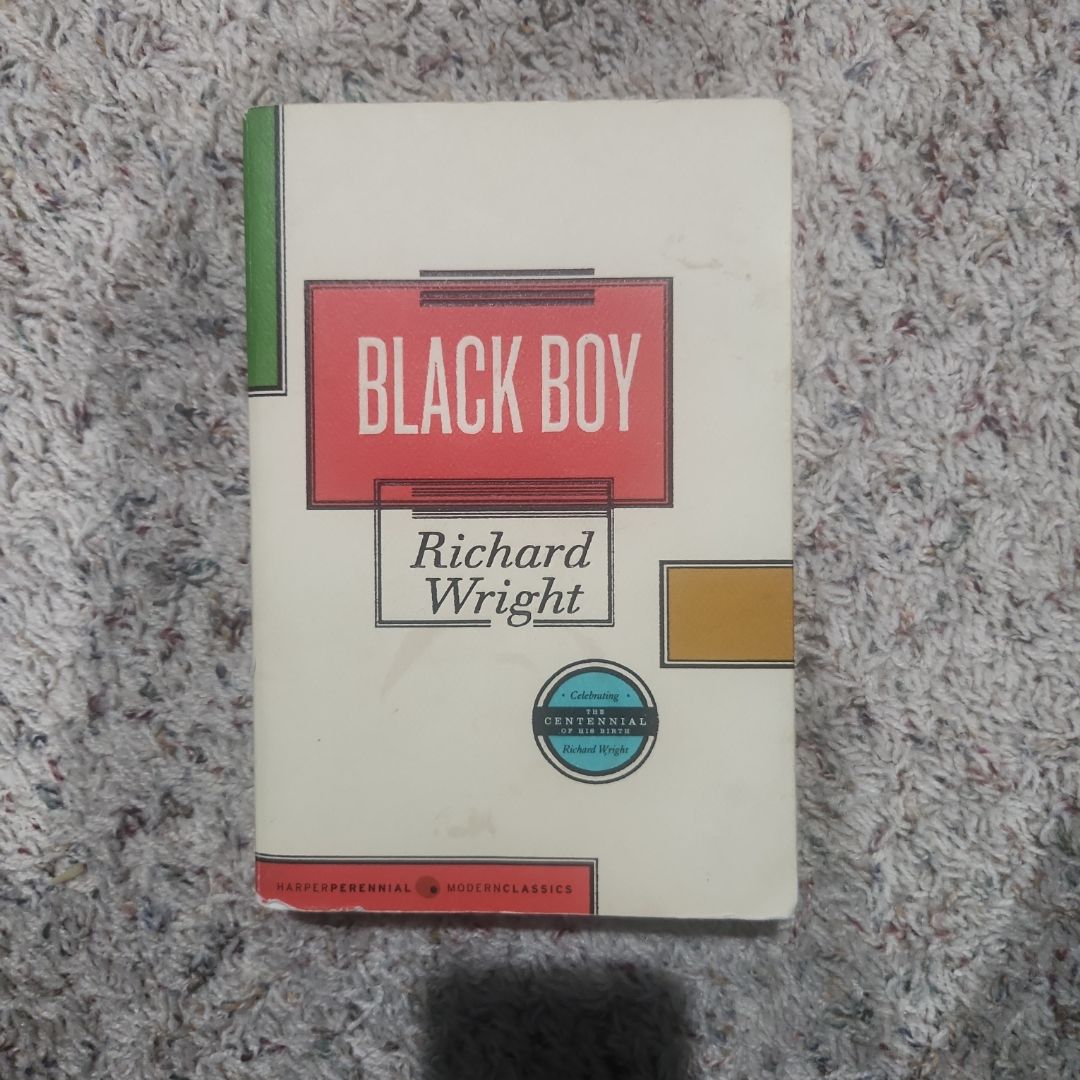 BLACK BOY
Richard
Wright
• Celebrating •
THE
CENTENNIAL
OF HIS BIRTH
Richard Wright
HARPERPERENNIAL MODERNCLASSICS